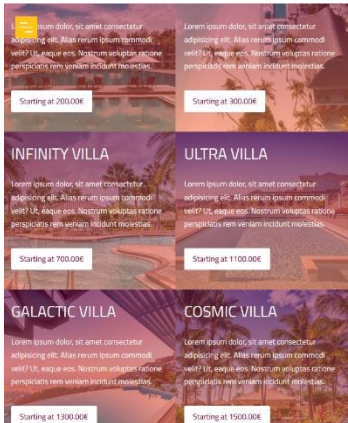 Lorem ipsum dolor, sit amet consectetur
adipisicing elit. Alias rerum ipsum commodi
velit? Ut, eaque eos. Nostrum voluptas ratione
perspiciatis rem veniam incidunt molestias.
Starting at 200.00€
Lorem ipsum dolor, sit amet consectetur
adipisicing elit. Alias rerum ipsum commodi
velit? Ut, eaque eos. Nostrum voluptas ratione
perspiciatis rem veniam incidunt molestias.
Starting at 300.00€
INFINITY VILLA
Lorem ipsum dolor, sit amet consectetur
adipisicing elit. Alias rerum ipsum commodi
velit? Ut, eaque eos. Nostrum voluptas ratione
perspiciatis rem veniam incidunt molestias.
Starting at 700.00€
ULTRA VILLA
Lorem ipsum dolor, sit amet consectetur
adipisicing elit. Alias rerum ipsum commodi
velit? Ut, eaque eos. Nostrum voluptas ratione
perspiciatis rem veniam incidunt molestias.
Starting at 1100.00€
GALACTIC VILLA
Lorem ipsum dolor, sit amet consectetur
adipisicing elit. Alias rerum ipsum commodi
velit? Ut, eaque eos. Nostrum voluptas ratione
perspiciatis rem veniam incidunt molestias.
Starting at 1300.00€
COSMIC VILLA
Lorem ipsum dolor, sit amet consectetur
adipisicing elit. Alias rerum ipsum commodi
velit? Ut, eaque eos. Nostrum voluptas ratione
perspiciatis rem veniam incidunt molestias.
Starting at 1500.00€